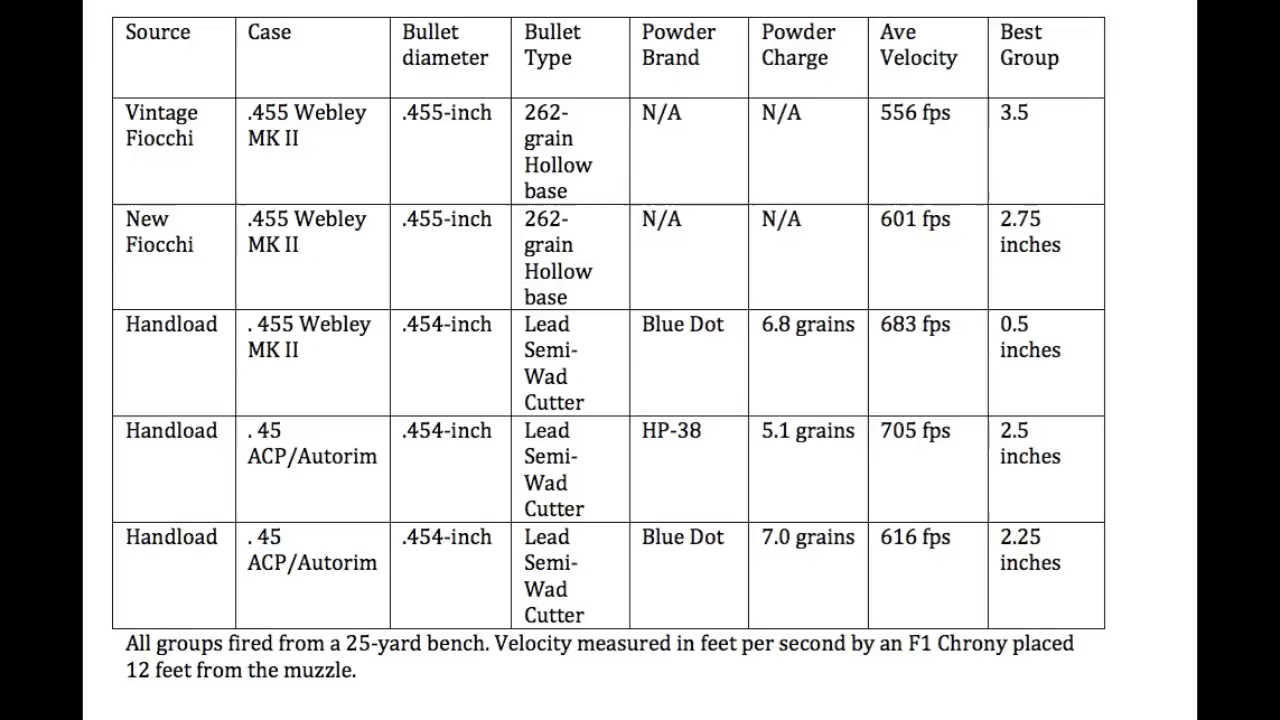 Source Case Bullet diameter Bullet Type Powder Brand Powder Charge Ave Velocity Best Group
Vintage Fiocchi .455 Webley MK II .455-inch 262-grain Hollow base N/A N/A 556 fps 3.5
New Fiocchi .455 Webley MK II .455-inch 262-grain Hollow base N/A N/A 601 fps 2.75 inches
Handload . 455 Webley MK II .454-inch Lead Semi-Wad Cutter Blue Dot 6.8 grains 683 fps 0.5 inches
Handload . 45 ACP/Autorim .454-inch Lead Semi-Wad Cutter HP-38 5.1 grains 705 fps 2.5 inches
Handload . 45 ACP/Autorim .454-inch Lead Semi-Wad Cutter Blue Dot 7.0 grains 616 fps 2.25 inches
All groups fired from a 25-yard bench. Velocity measured in feet per second by an F1 Chrony placed
12 feet from the muzzle.